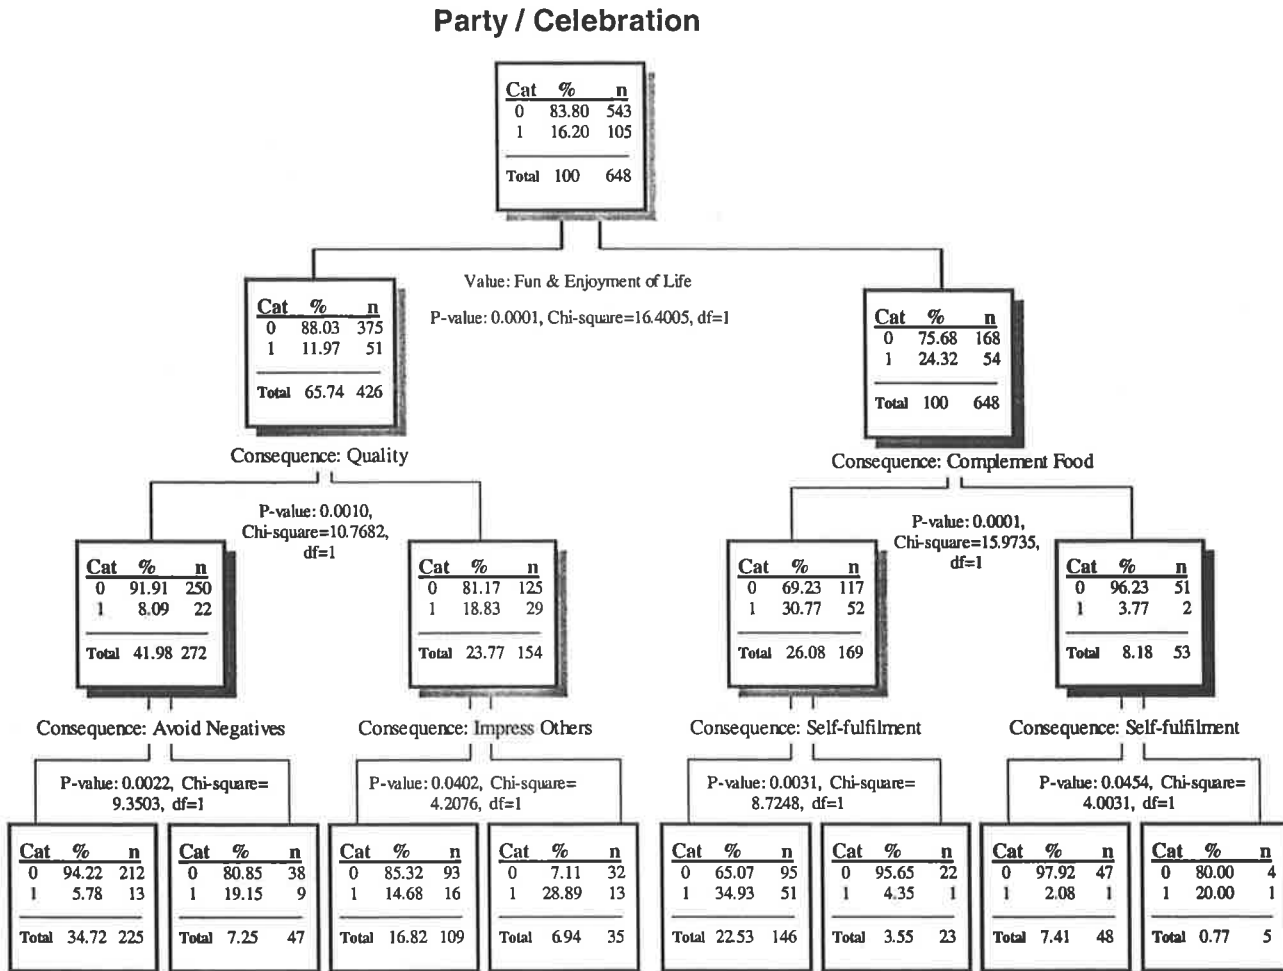 Party / Celebration
Cat % n
0 83.80 543
1 16.20 105
Total 100 648
Value: Fun & Enjoyment of Life
P-value: 0.0001, Chi-square=16.4005, df=1
Cat % n
0 88.03 375
1 11.97 51
Total 65.74 426
Cat % n
0 75.68 168
1 24.32 54
Total 100 648
Consequence: Quality
P-value: 0.0010,
Chi-square=10.7682,
df=1
Consequence: Complement Food
P-value: 0.0001,
Chi-square=15.9735,
df=1
Cat % n
0 91.91 250
1 8.09 22
Total 41.98 272
Cat % n
0 81.17 125
1 18.83 29
Total 23.77 154
Cat % n
0 69.23 117
1 30.77 52
Total 26.08 169
Cat % n
0 96.23 51
1 3.77 2
Total 8.18 53
Consequence: Avoid Negatives
P-value: 0.0022, Chi-square=
9.3503, df=1
Consequence: Impress Others
P-value: 0.0402, Chi-square=
4.2076, df=1
Consequence: Self-fulfilment
P-value: 0.0031, Chi-square=
8.7248, df=1
Consequence: Self-fulfilment
P-value: 0.0454, Chi-square=
4.0031, df=1
Cat % n
0 94.22 212
1 5.78 13
Total 34.72 225
Cat % n
0 80.85 38
1 19.15 9
Total 7.25 47
Cat % n
0 85.32 93
1 14.68 16
Total 16.82 109
Cat % n
0 7.11 32
1 28.89 13
Total 6.94 35
Cat % n
0 65.07 95
1 34.93 51
Total 22.53 146
Cat % n
0 95.65 22
1 4.35 1
Total 3.55 23
Cat % n
0 97.92 47
1 2.08 1
Total 7.41 48
Cat % n
0 80.00 4
1 20.00 1
Total 0.77 5